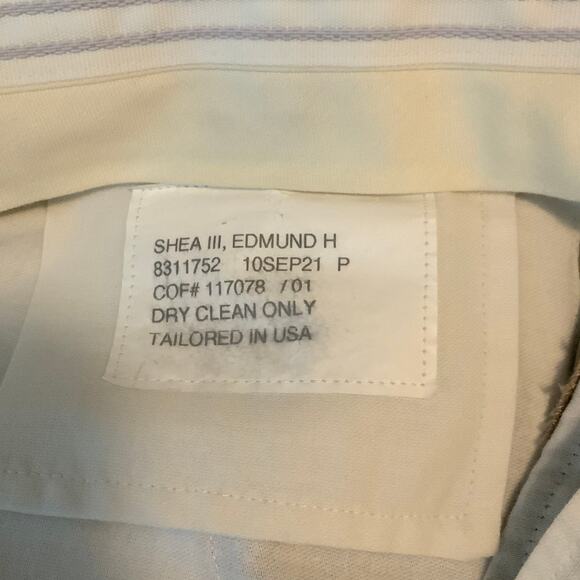 SHEA III, EDMUND H
8311752 10SEP21 P
COF# 117078 /01
DRY CLEAN ONLY
TAILORED IN USA